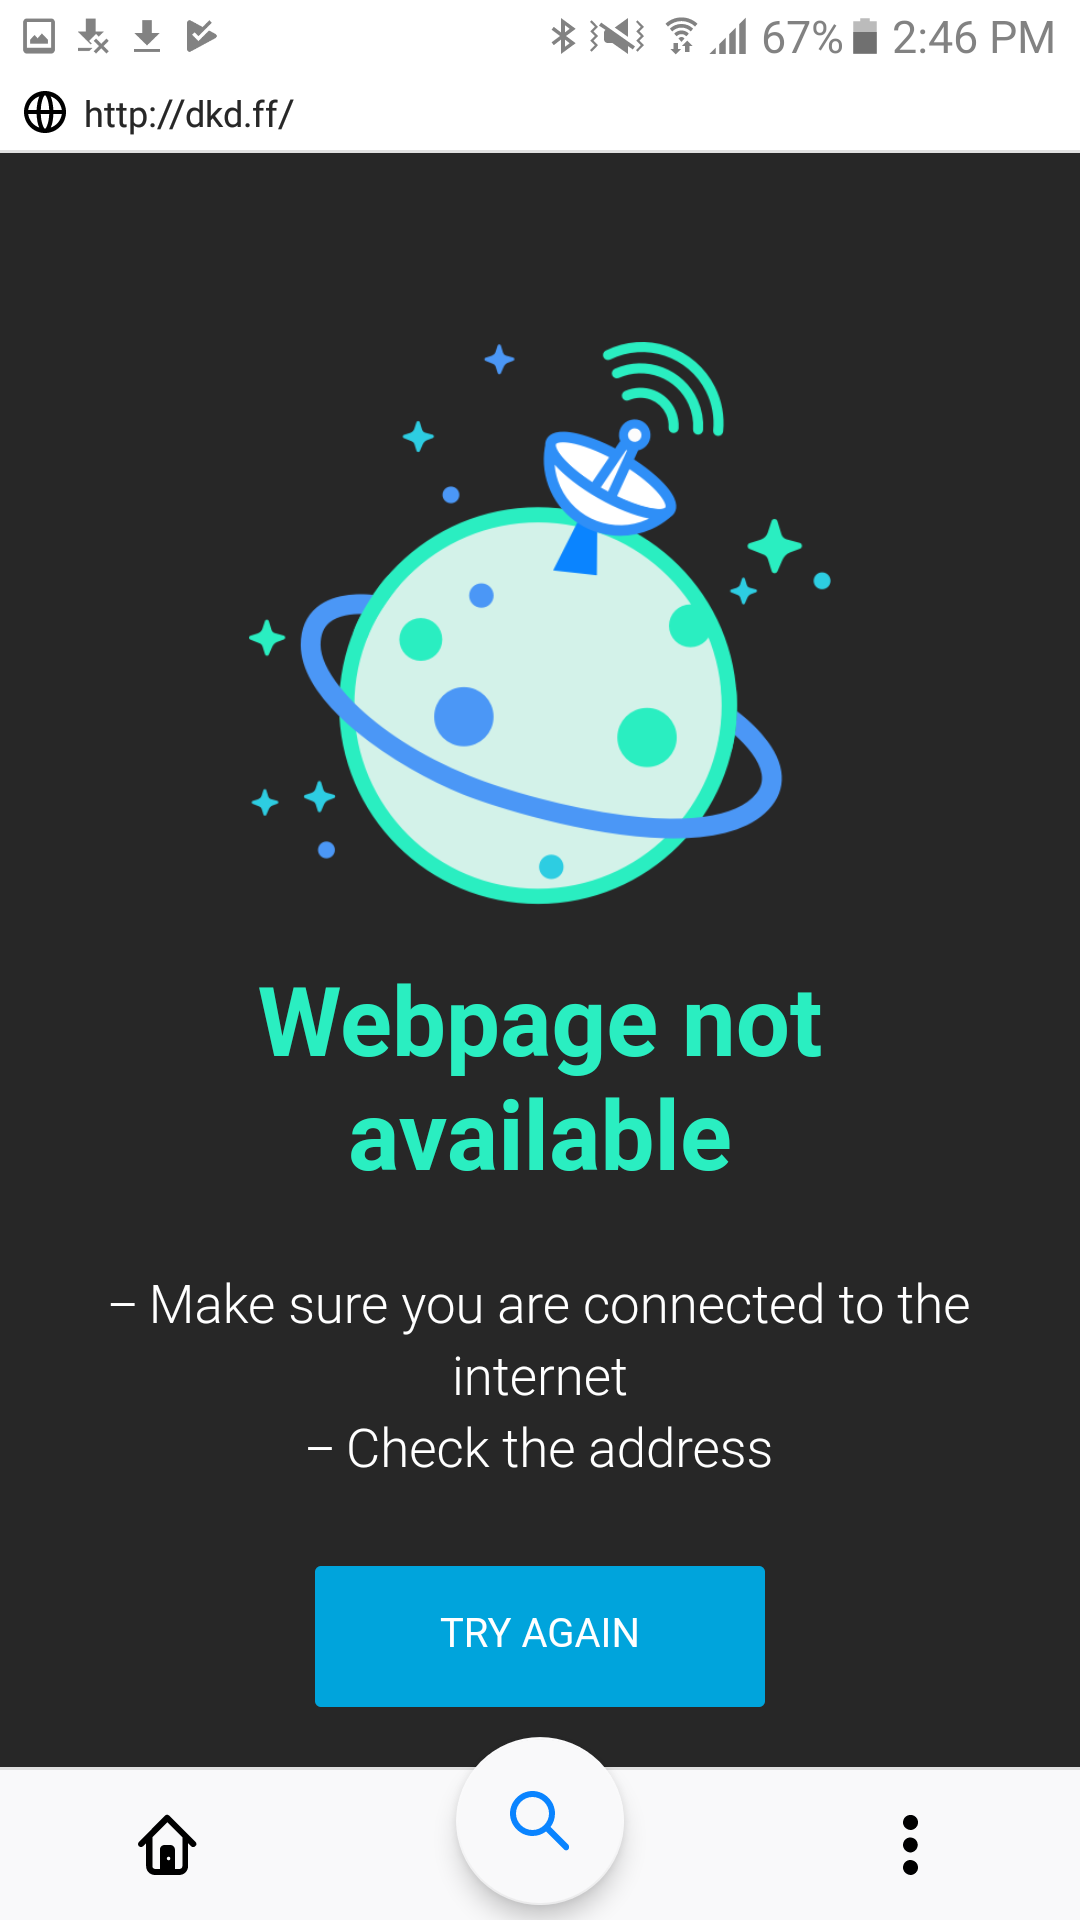 67% 2:46 PM
http://dkd.ff/
Webpage not
available
– Make sure you are connected to the
internet
– Check the address
TRY AGAIN